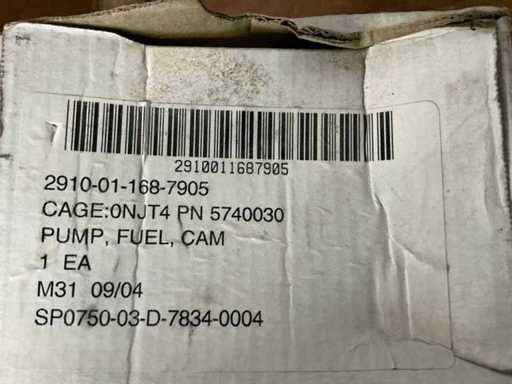 2910011687905
2910-01-168-7905
CAGE:0NJT4 PN 5740030
PUMP, FUEL, CAM
1 EA
M31 09/04
SP0750-03-D-7834-0004